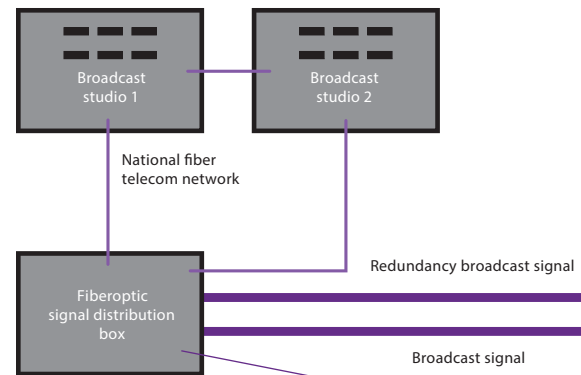 Broadcast
studio 1
Broadcast
studio 2
National fiber
telecom network
Redundancy broadcast signal
Fiberoptic
signal distribution
box
Broadcast signal